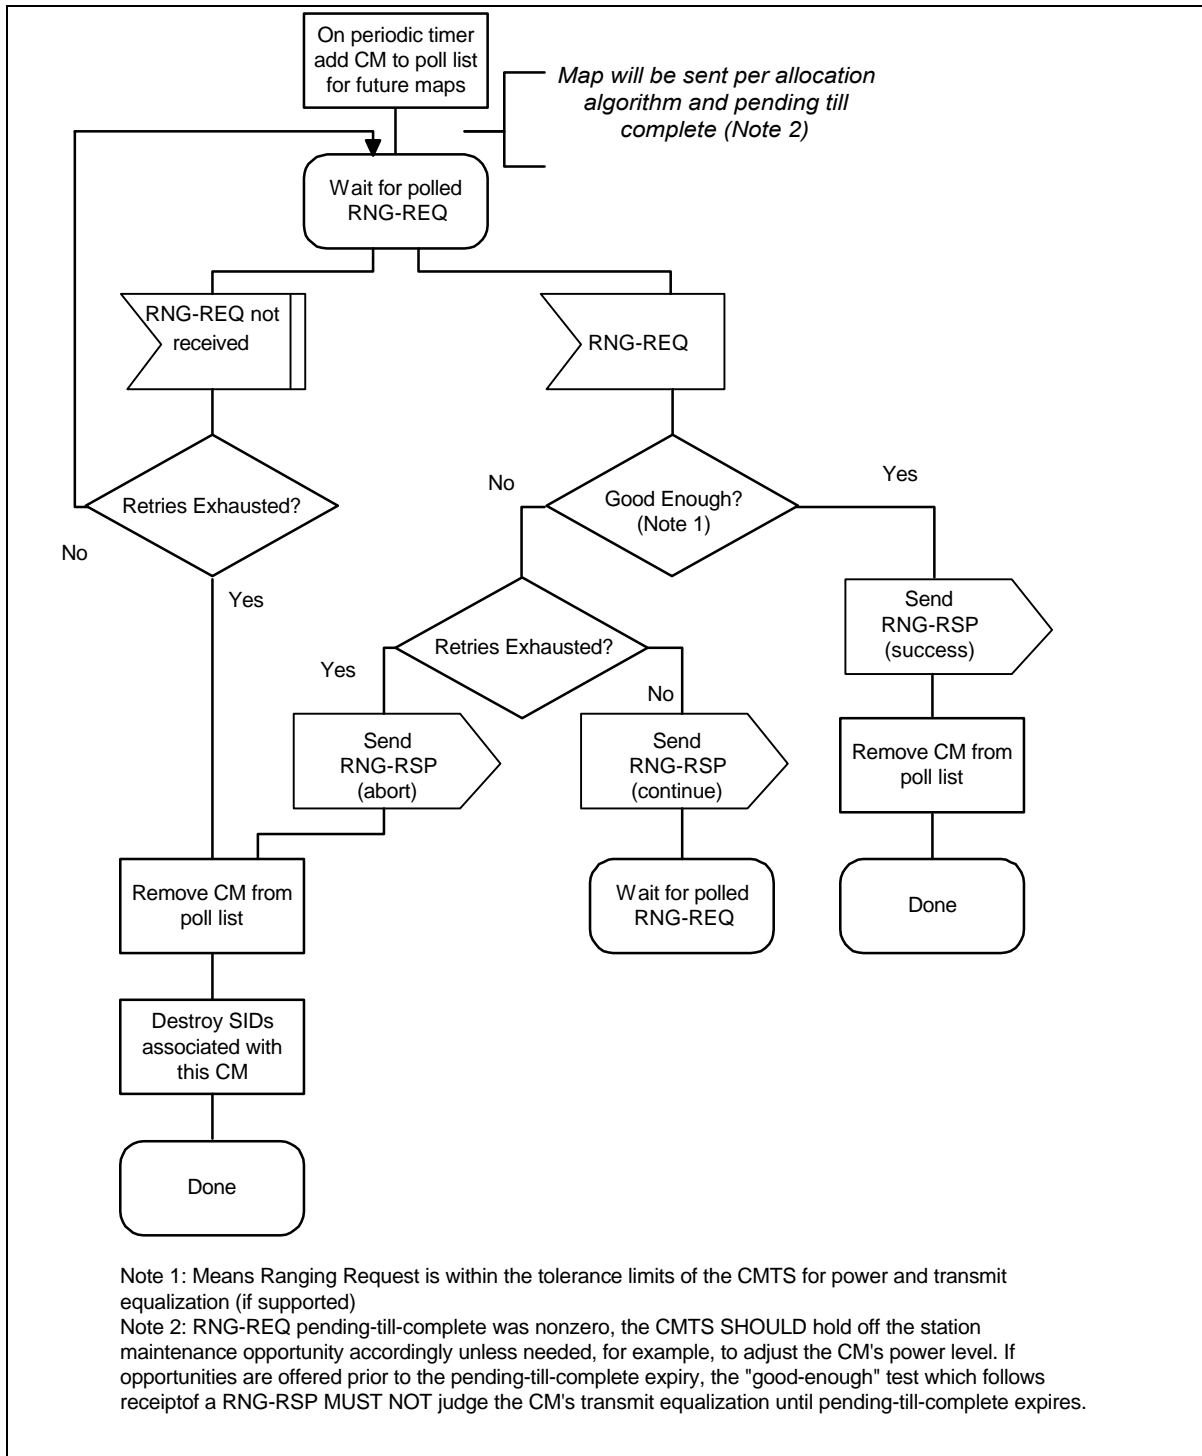 On periodic timer
add CM to poll list
for future maps
Map will be sent per allocation
algorithm and pending till
complete (Note 2)
Wait for polled
RNG-REQ
RNG-REQ not
received
RNG-REQ
Retries Exhausted?
No
Yes
No
Good Enough?
(Note 1)
Yes
Retries Exhausted?
Yes
No
Send
RNG-RSP
(success)
Send
RNG-RSP
(abort)
Send
RNG-RSP
(continue)
Remove CM from
poll list
Remove CM from
poll list
Wait for polled
RNG-REQ
Done
Destroy SIDs
associated with
this CM
Done
Note 1: Means Ranging Request is within the tolerance limits of the CMTS for power and transmit
equalization (if supported)
Note 2: RNG-REQ pending-till-complete was nonzero, the CMTS SHOULD hold off the station
maintenance opportunity accordingly unless needed, for example, to adjust the CM's power level. If
opportunities are offered prior to the pending-till-complete expiry, the "good-enough" test which follows
receiptof a RNG-RSP MUST NOT judge the CM's transmit equalization until pending-till-complete expires.